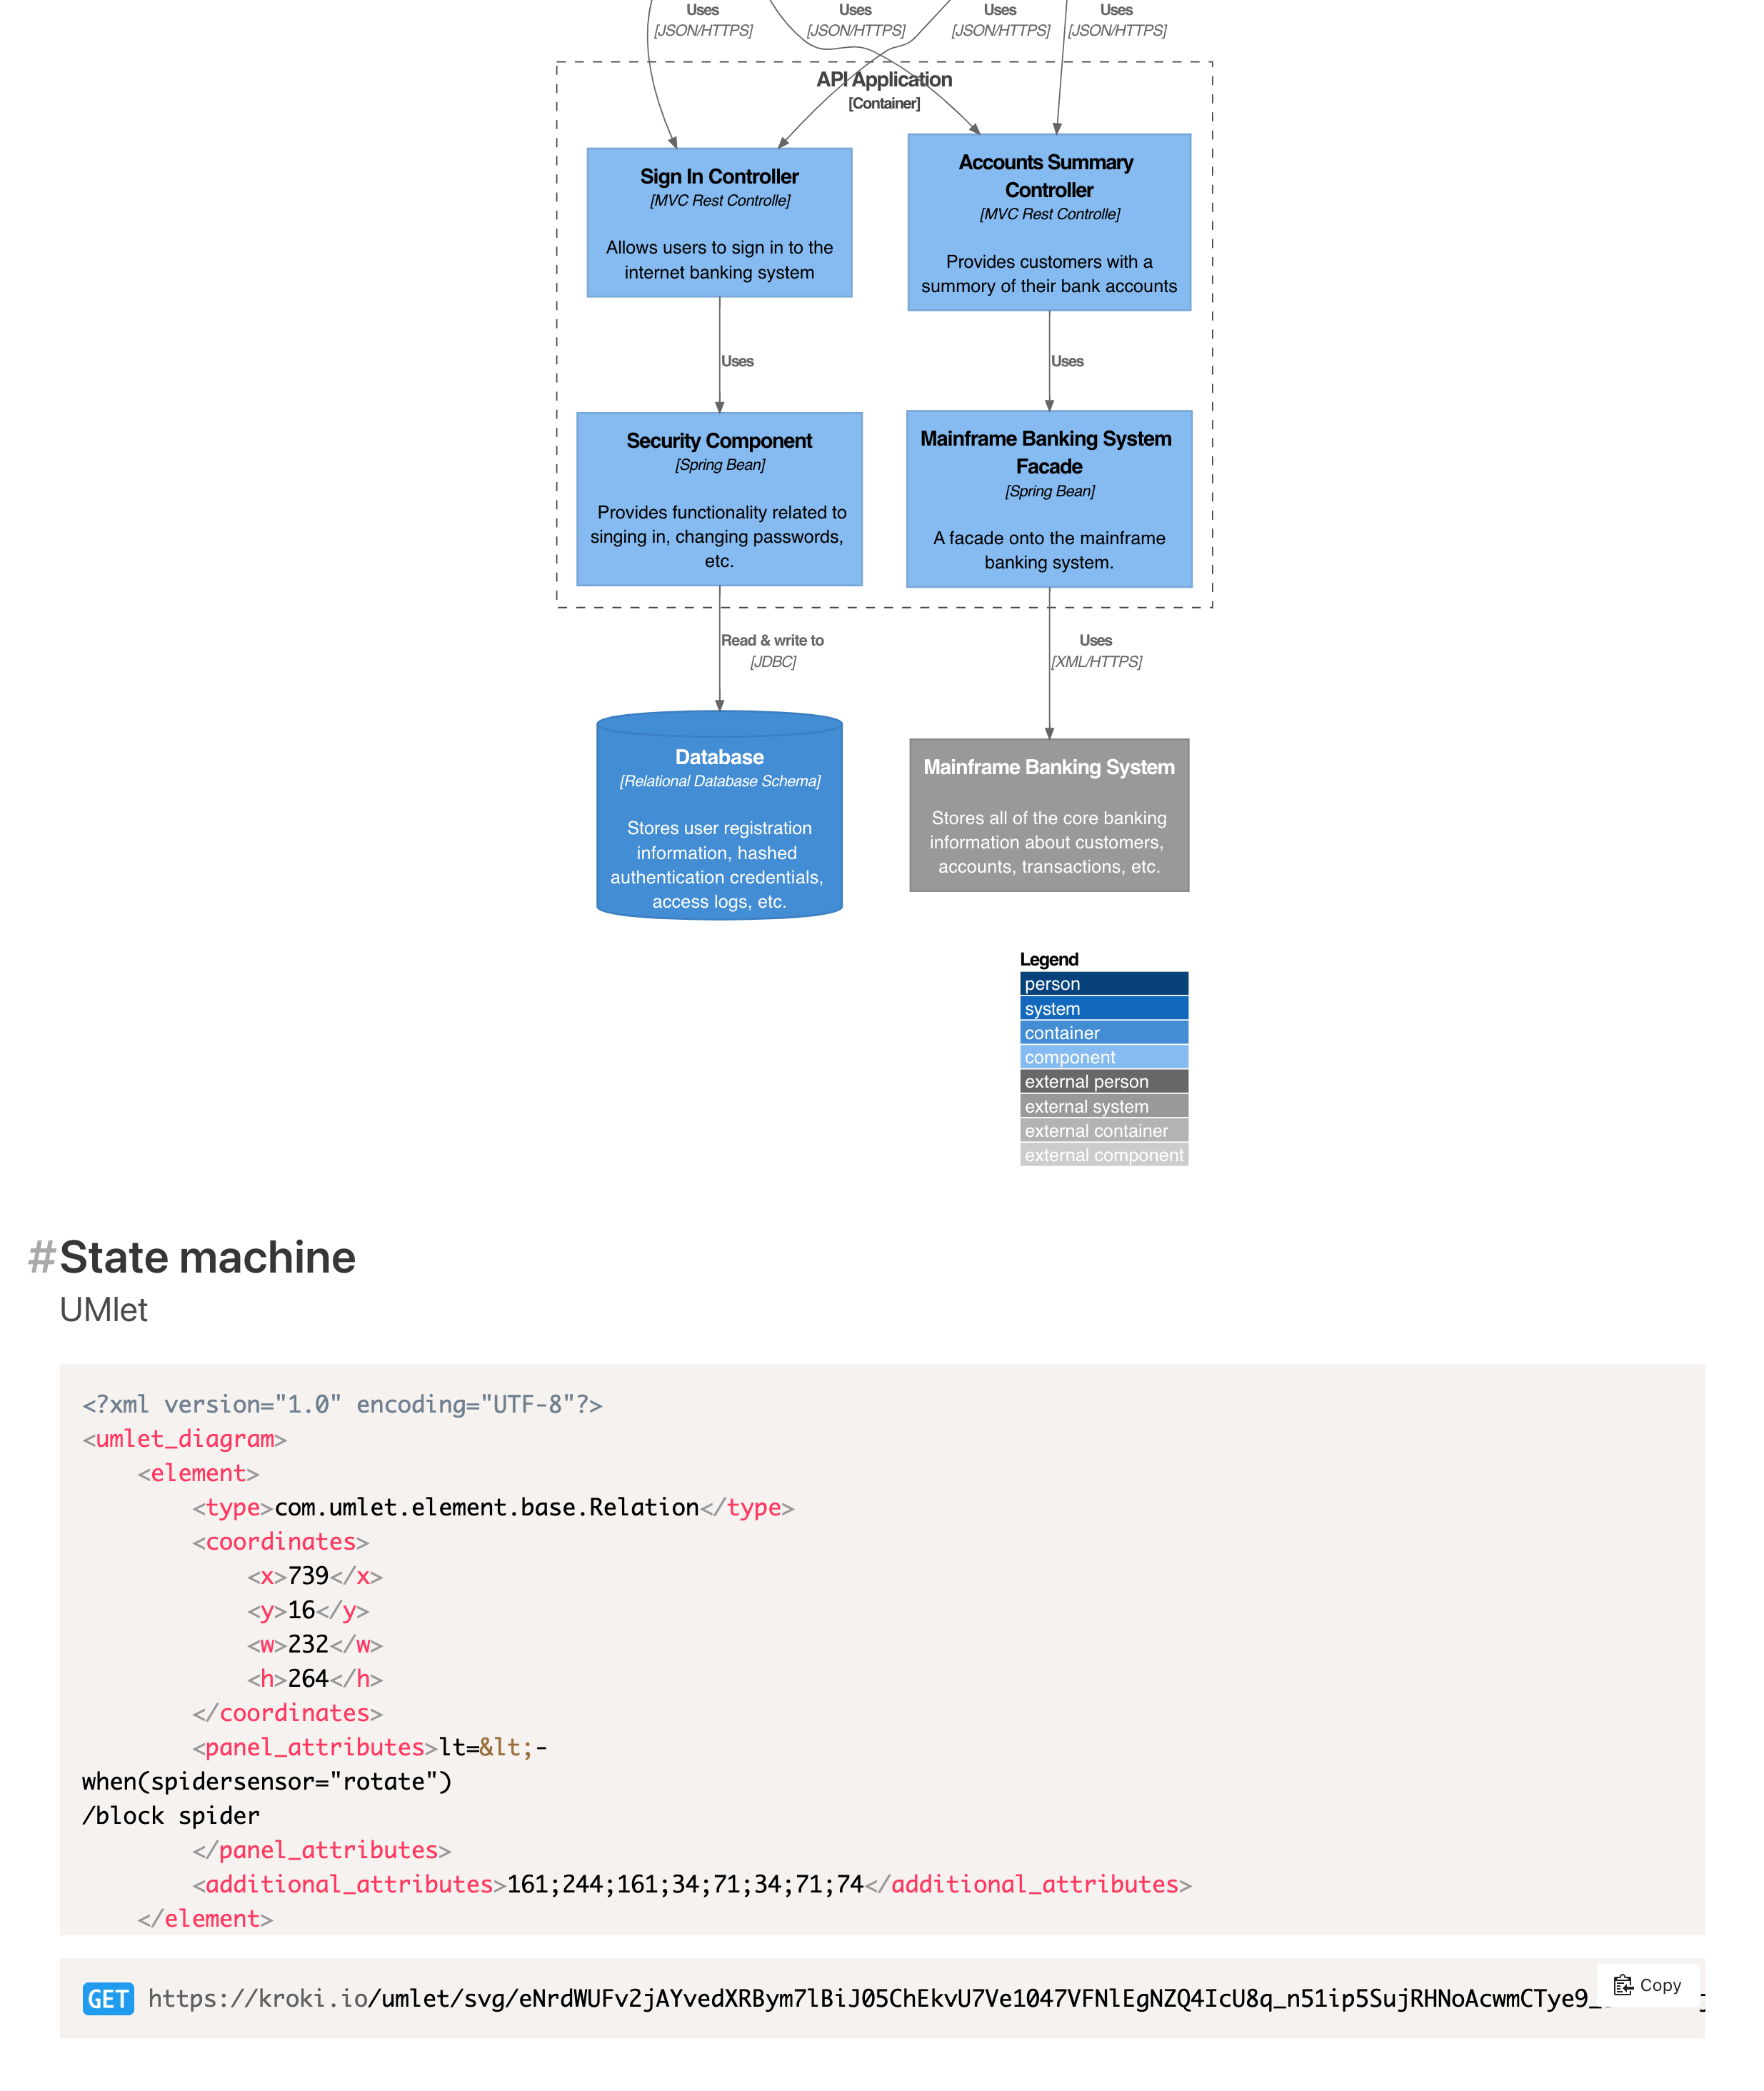 Uses
[JSON/HTTPS]
Uses
[JSON/HTTPS]
Uses
[JSON/HTTPS]
Uses
[JSON/HTTPS]
API Application
[Container]
Sign In Controller
[MVC Rest Controlle]
Allows users to sign in to the
internet banking system
Accounts Summary
Controller
[MVC Rest Controlle]
Provides customers with a
summory of their bank accounts
Uses
Uses
Security Component
[Spring Bean]
Provides functionality related to
singing in, changing passwords,
etc.
Mainframe Banking System
Facade
[Spring Bean]
A facade onto the mainframe
banking system.
Read & write to
[JDBC]
Uses
[XML/HTTPS]
Database
[Relational Database Schema]
Stores user registration
information, hashed
authentication credentials,
access logs, etc.
Mainframe Banking System
Stores all of the core banking
information about customers,
accounts, transactions, etc.
Legend
person
system
container
component
external person
external system
external container
external component
#State machine
UMlet
<?xml version="1.0" encoding="UTF-8"?>
<umlet_diagram>
    <element>
        <type>com.umlet.element.base.Relation</type>
        <coordinates>
            <x>739</x>
            <y>16</y>
            <w>232</w>
            <h>264</h>
        </coordinates>
        <panel_attributes>lt=&lt;-
when(spidersensor="rotate")
/block spider
        </panel_attributes>
        <additional_attributes>161;244;161;34;71;34;71;74</additional_attributes>
    </element>
GET https://kroki.io/umlet/svg/eNrdWUFv2jAYvedXRBym7lBiJ05ChEkvU7Ve1047VFNlEgNZQ4IcU8q_n51ip5SujRHNoAcwmCTye9_
Copy